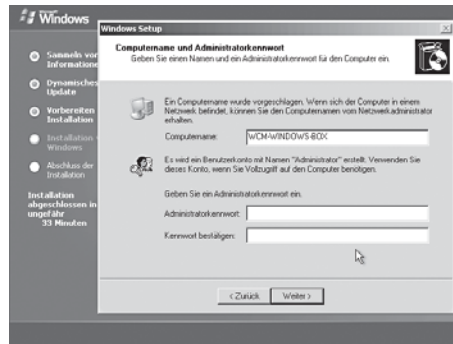 Windows
Windows Setup
Sammeln von
Informationen
Dynamisches
Update
Vorbereiten
Installation
Installation
Windows
Abschluss der
Installation
Installation
abgeschlossen in
ungefähr
33 Minuten
Computername und Administratorkennwort
Geben Sie einen Namen und ein Administratorkennwort für den Computer ein.
Ein Computername wurde vorgeschlagen. Wenn sich der Computer in einem
Netzwerk befindet, können Sie den Computernamen vom Netzwerkadministrator
erhalten.
Computername: WCM-WINDOWS-BOX
Es wird ein Benutzerkonto mit Namen "Administrator" erstellt. Verwenden Sie
dieses Konto, wenn Sie Vollzugriff auf den Computer benötigen.
Geben Sie ein Administratorkennwort ein.
Administratorkennwort:
Kennwort bestätigen:
< Zurück Weiter >